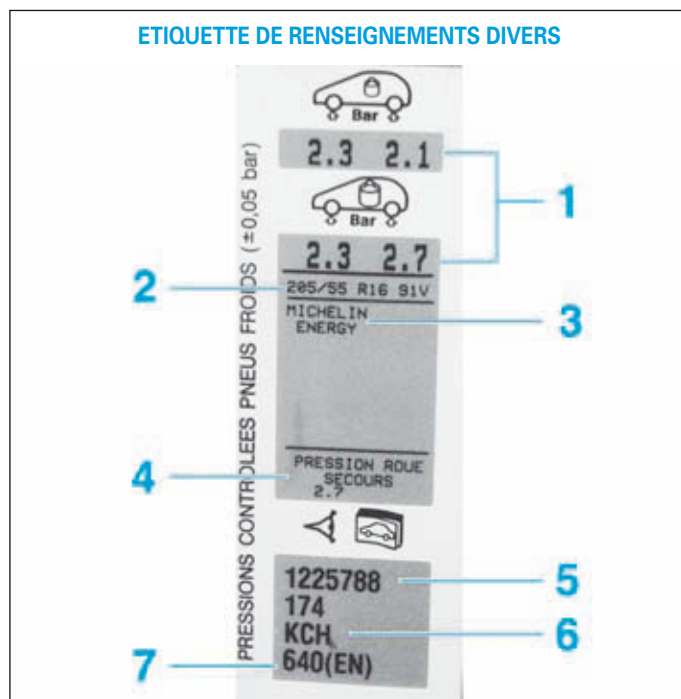 ETIQUETTE DE RENSEIGNEMENTS DIVERS
PRESSIONS CONTROLEES PNEUS FROIDS (±0,05 bar)
Bar
2.3 2.1
1
Bar
2.3 2.7
2
205/55 R16 91V
MICHELIN
3
ENERGY
PRESSION ROUE
4
SECOURS
2.7
1225788
5
174
KCH
6
7
640(EN)